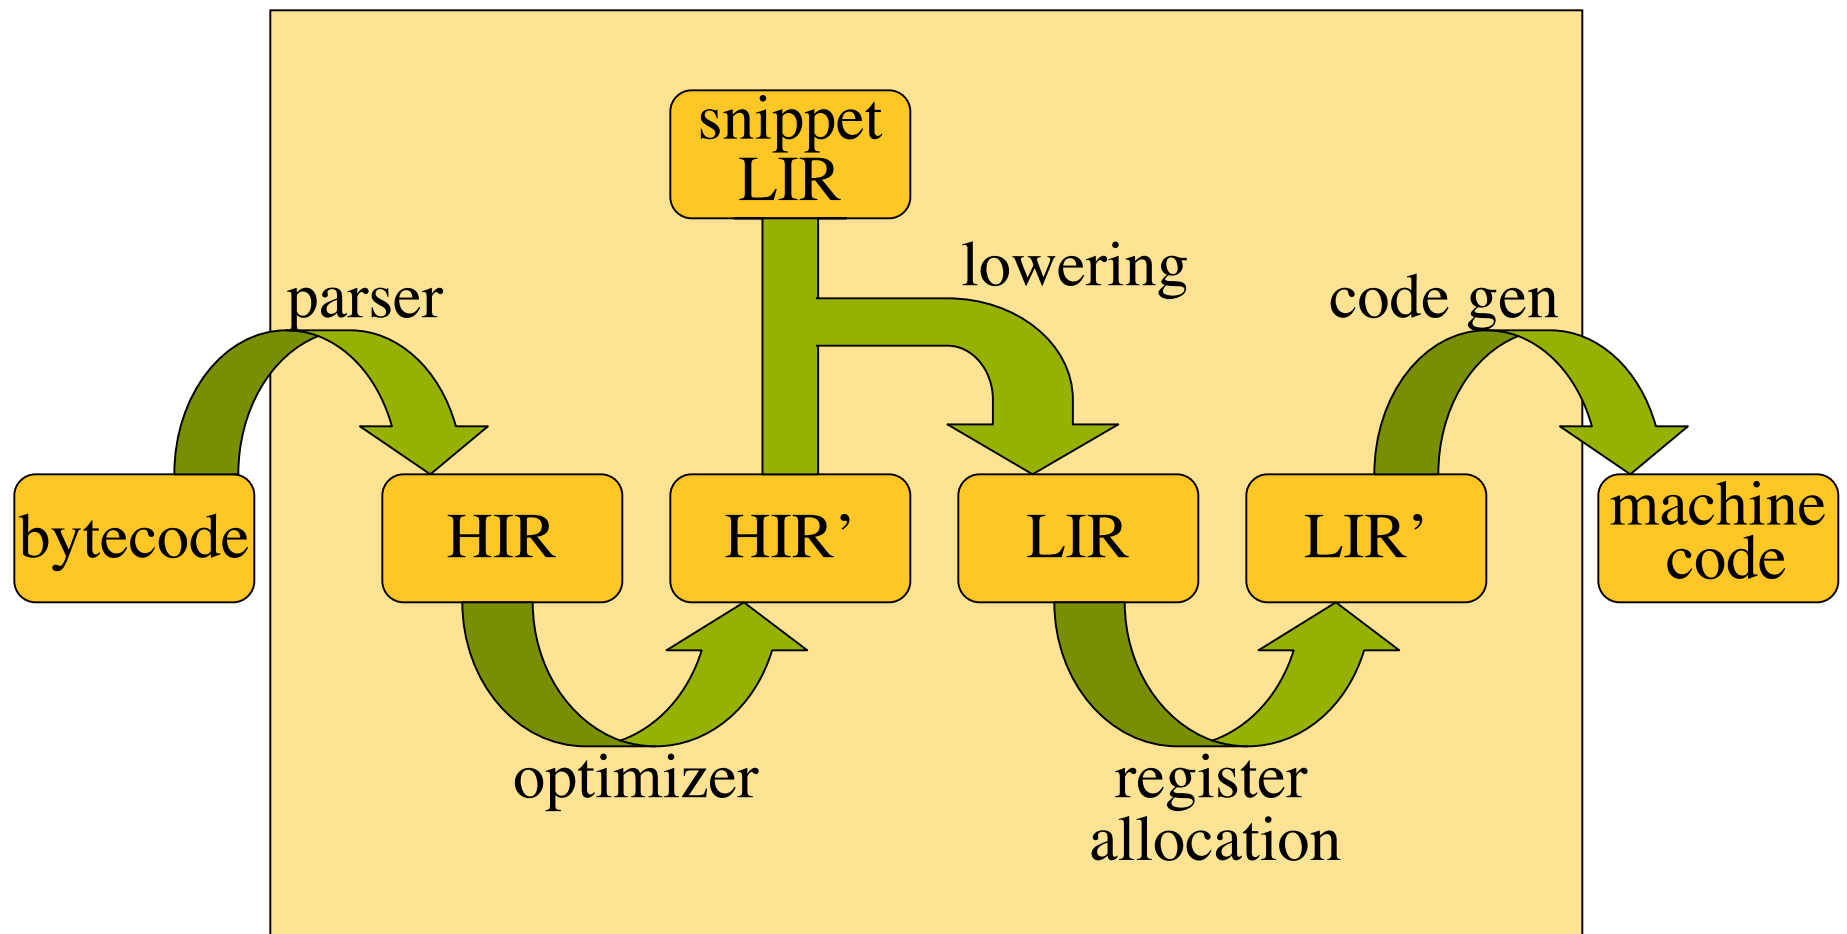 snippet
LIR
lowering
parser
code gen
bytecode
HIR
HIR’
LIR
LIR’
machine
code
optimizer
register
allocation